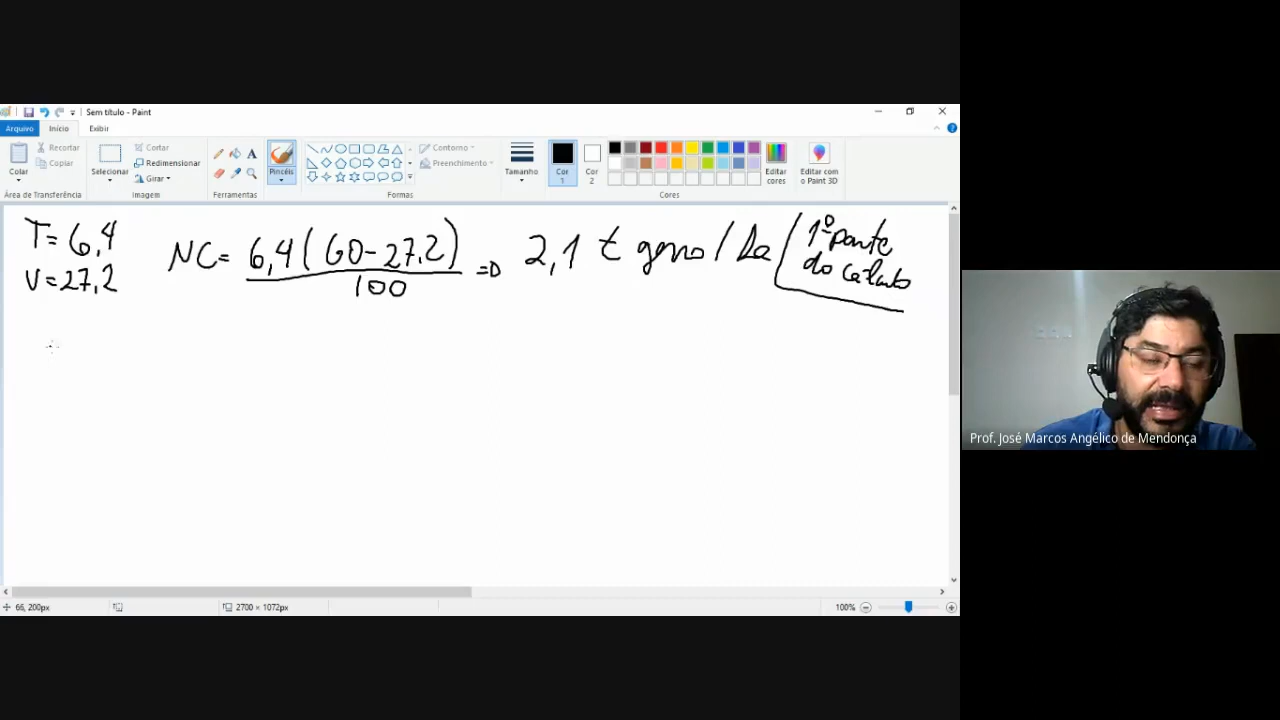 Sem título - Paint
Arquivo Início Exibir
Colar
Recortar
Copiar
Área de Transferência
Selecionar
Cortar
Redimensionar
Girar
Imagem
Ferramentas
Pincéis
Contorno
Preenchimento
Formas
Tamanho
Cor 1
Cor 2
Cores
Editar cores
Editar com o Paint 3D
T= 6,4
V=27,2
NC= 6,4(60-27,2)
100
2,1 t
1º parte
do calculo
66, 200px
2700 × 1072px
100%
Prof. José Marcos Angélico de Mendonça